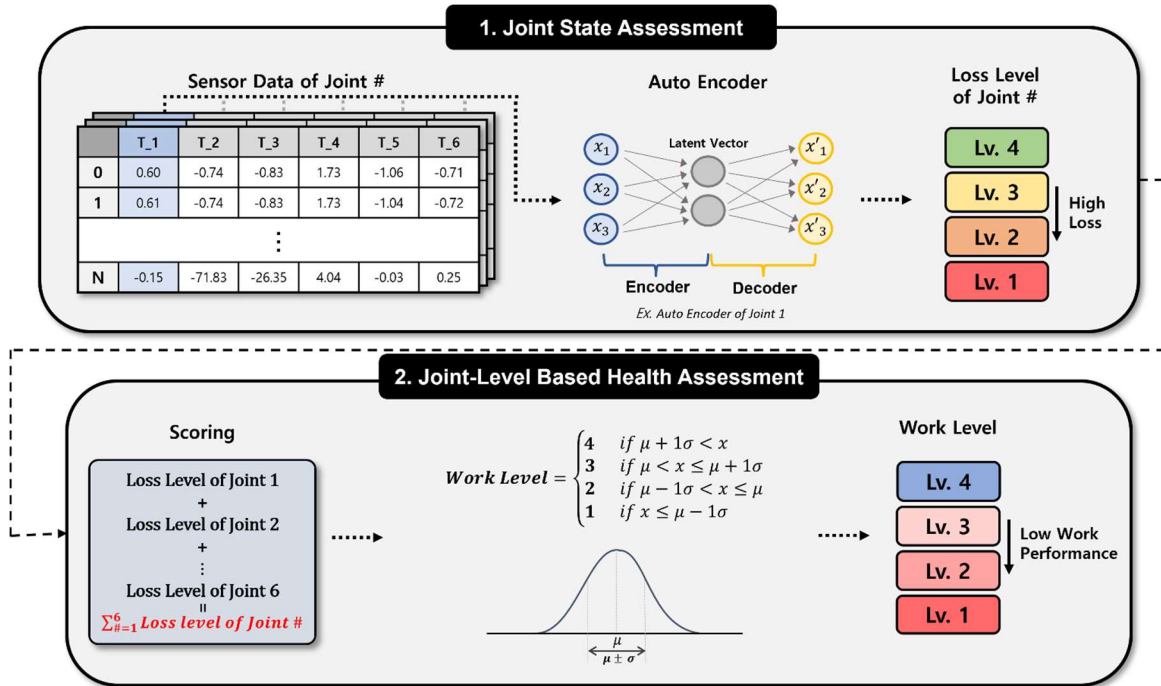 1. Joint State Assessment
Sensor Data of Joint #
T_1 T_2 T_3 T_4 T_5 T_6
0 0.60 -0.74 -0.83 1.73 -1.06 -0.71
1 0.61 -0.74 -0.83 1.73 -1.04 -0.72
⋮
N -0.15 -71.83 -26.35 4.04 -0.03 0.25
Auto Encoder
Latent Vector
x₁ x'₁
x₂ x'₂
x₃ x'₃
Encoder Decoder
Ex. Auto Encoder of Joint 1
Loss Level
of Joint #
Lv. 4
Lv. 3
Lv. 2
Lv. 1
High
Loss
2. Joint-Level Based Health Assessment
Scoring
Loss Level of Joint 1
+
Loss Level of Joint 2
+
⋮
Loss Level of Joint 6
=
∑⁶#=1 Loss level of Joint #
Work Level =
4 if μ + 1σ < x
3 if μ < x ≤ μ + 1σ
2 if μ − 1σ < x ≤ μ
1 if x ≤ μ − 1σ
μ
μ ± σ
Work Level
Lv. 4
Lv. 3
Lv. 2
Lv. 1
Low Work
Performance